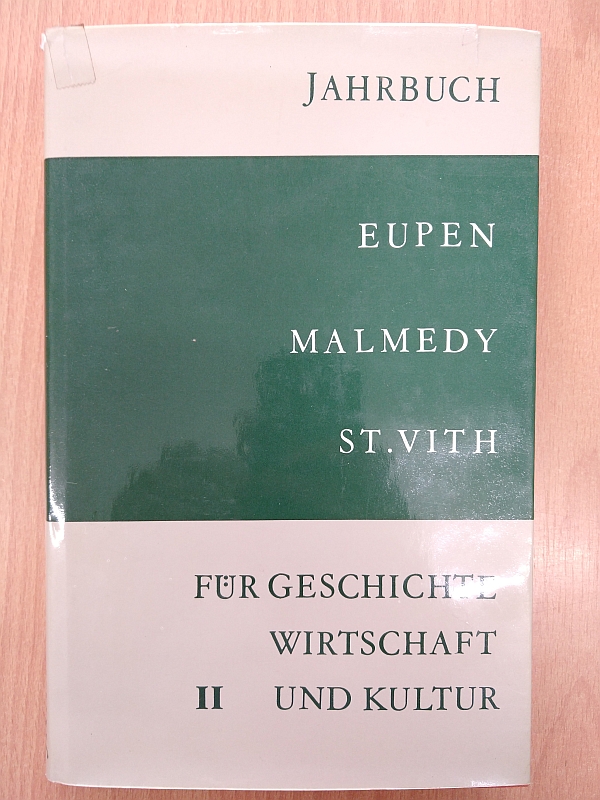 JAHRBUCH
EUPEN
MALMEDY
ST. VITH
FÜR GESCHICHTE
WIRTSCHAFT
II UND KULTUR